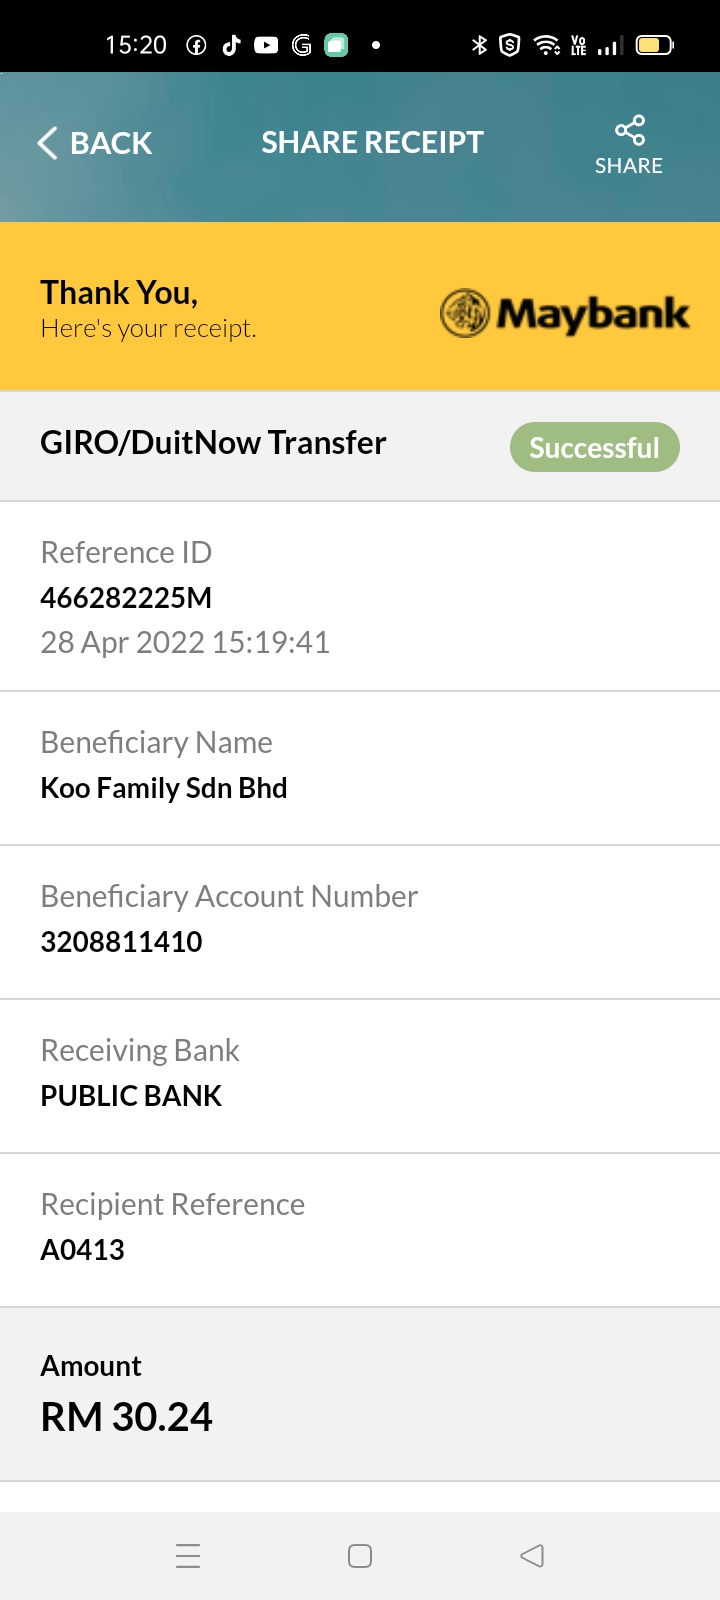 15:20
Vo LTE
BACK
SHARE RECEIPT
SHARE
Thank You,
Here's your receipt.
Maybank
GIRO/DuitNow Transfer
Successful
Reference ID
466282225M
28 Apr 2022 15:19:41
Beneficiary Name
Koo Family Sdn Bhd
Beneficiary Account Number
3208811410
Receiving Bank
PUBLIC BANK
Recipient Reference
A0413
Amount
RM 30.24